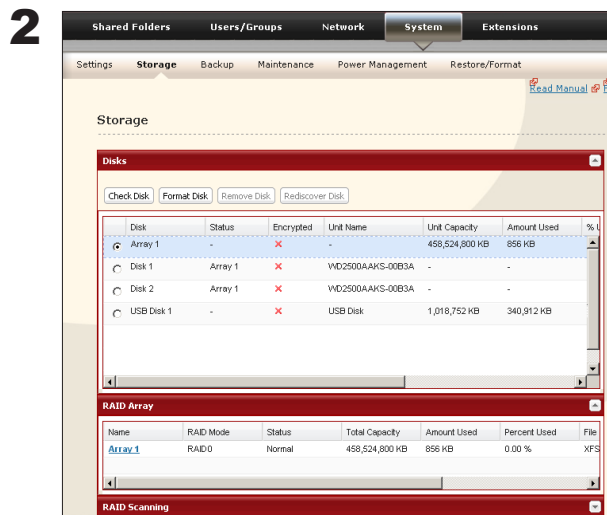 2
Shared Folders Users/Groups Network System Extensions
Settings Storage Backup Maintenance Power Management Restore/Format
Read Manual
Storage
Disks
Check Disk Format Disk Remove Disk Rediscover Disk
Disk Status Encrypted Unit Name Unit Capacity Amount Used %
Array 1 - - 458,524,800 KB 856 KB
Disk 1 Array 1 WD2500AAKS-00B3A - -
Disk 2 Array 1 WD2500AAKS-00B3A - -
USB Disk 1 - USB Disk 1,018,752 KB 340,912 KB
RAID Array
Name RAID Mode Status Total Capacity Amount Used Percent Used File
Array 1 RAID0 Normal 458,524,800 KB 856 KB 0.00 % XFS
RAID Scanning